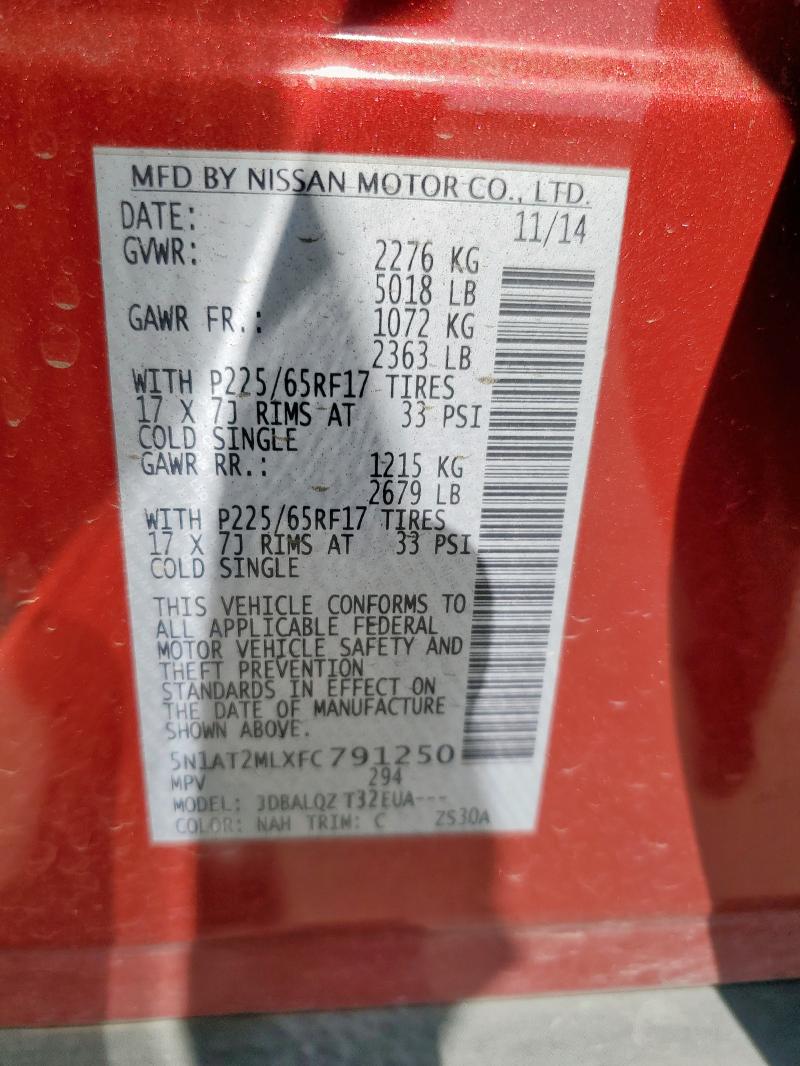 MFD BY NISSAN MOTOR CO., LTD.
DATE: 11/14
GVWR: 2276 KG
5018 LB
GAWR FR.: 1072 KG
2363 LB
WITH P225/65RF17 TIRES
17 X 7J RIMS AT 33 PSI
COLD SINGLE
GAWR RR.: 1215 KG
2679 LB
WITH P225/65RF17 TIRES
17 X 7J RIMS AT 33 PSI
COLD SINGLE
THIS VEHICLE CONFORMS TO
ALL APPLICABLE FEDERAL
MOTOR VEHICLE SAFETY AND
THEFT PREVENTION
STANDARDS IN EFFECT ON
THE DATE OF MANUFACTURE
SHOWN ABOVE.
5N1AT2MLXFC791250
MPV 294
MODEL: JDBALQZ T32EUA---
COLOR: NAH TRIM: C ZS30A